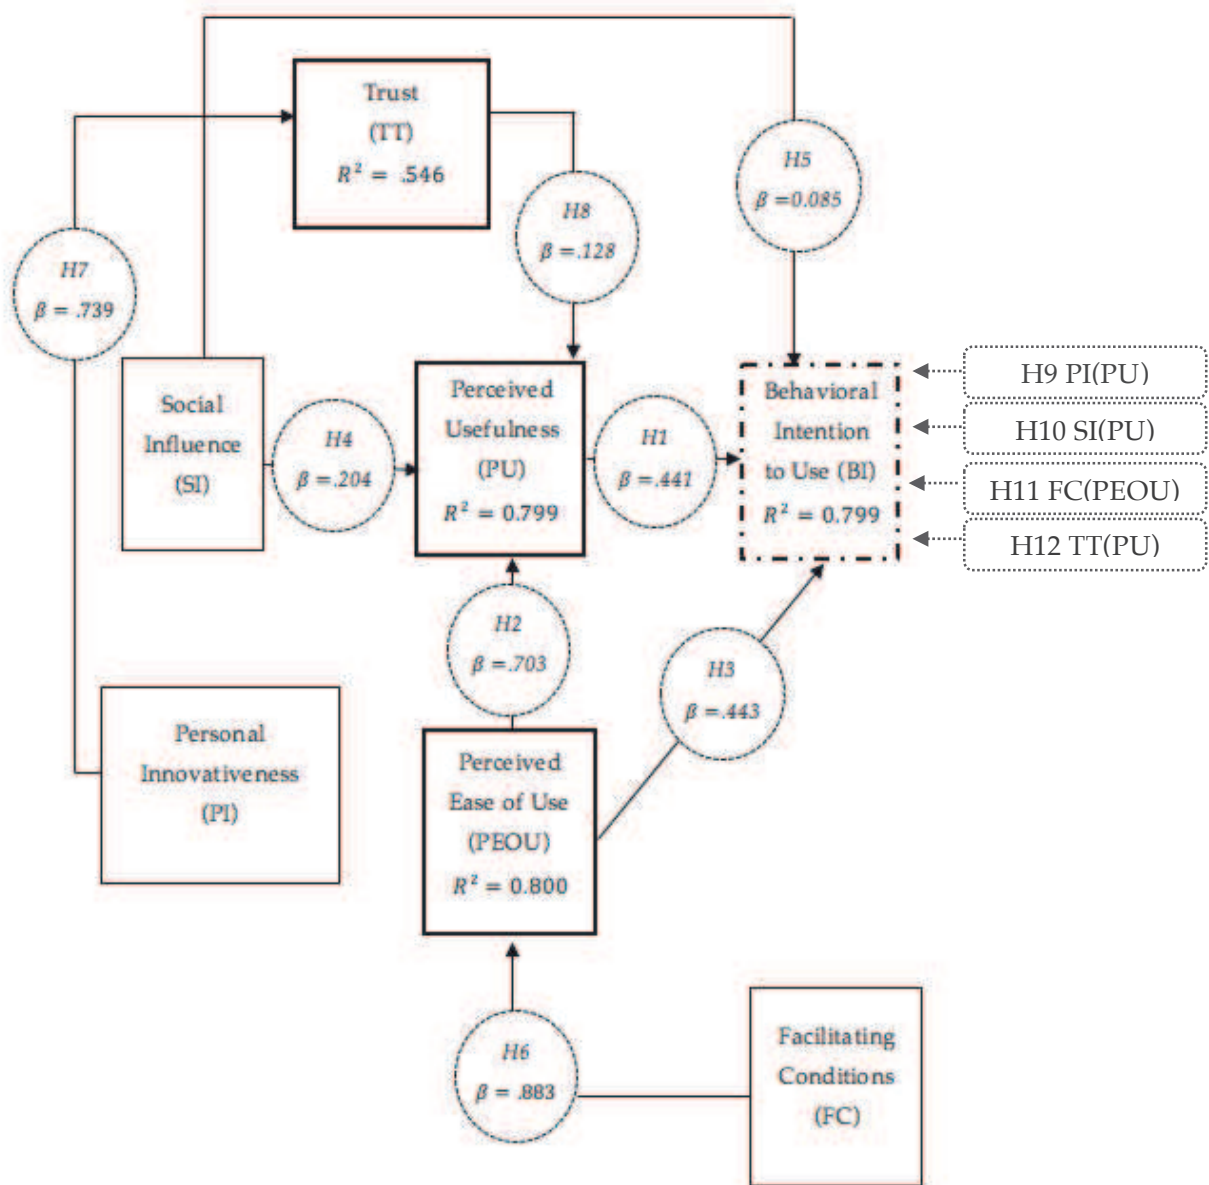 Trust
(TT)
R² = .546
H5
β =0.085
H8
β =.128
H7
β = .739
Social
Influence
(SI)
H4
β =.204
Perceived
Usefulness
(PU)
R² = 0.799
H1
β =.441
Behavioral
Intention
to Use (BI)
R² = 0.799
H9 PI(PU)
H10 SI(PU)
H11 FC(PEOU)
H12 TT(PU)
H2
β =.703
H3
β =.443
Personal
Innovativeness
(PI)
Perceived
Ease of Use
(PEOU)
R² = 0.800
H6
β = .883
Facilitating
Conditions
(FC)